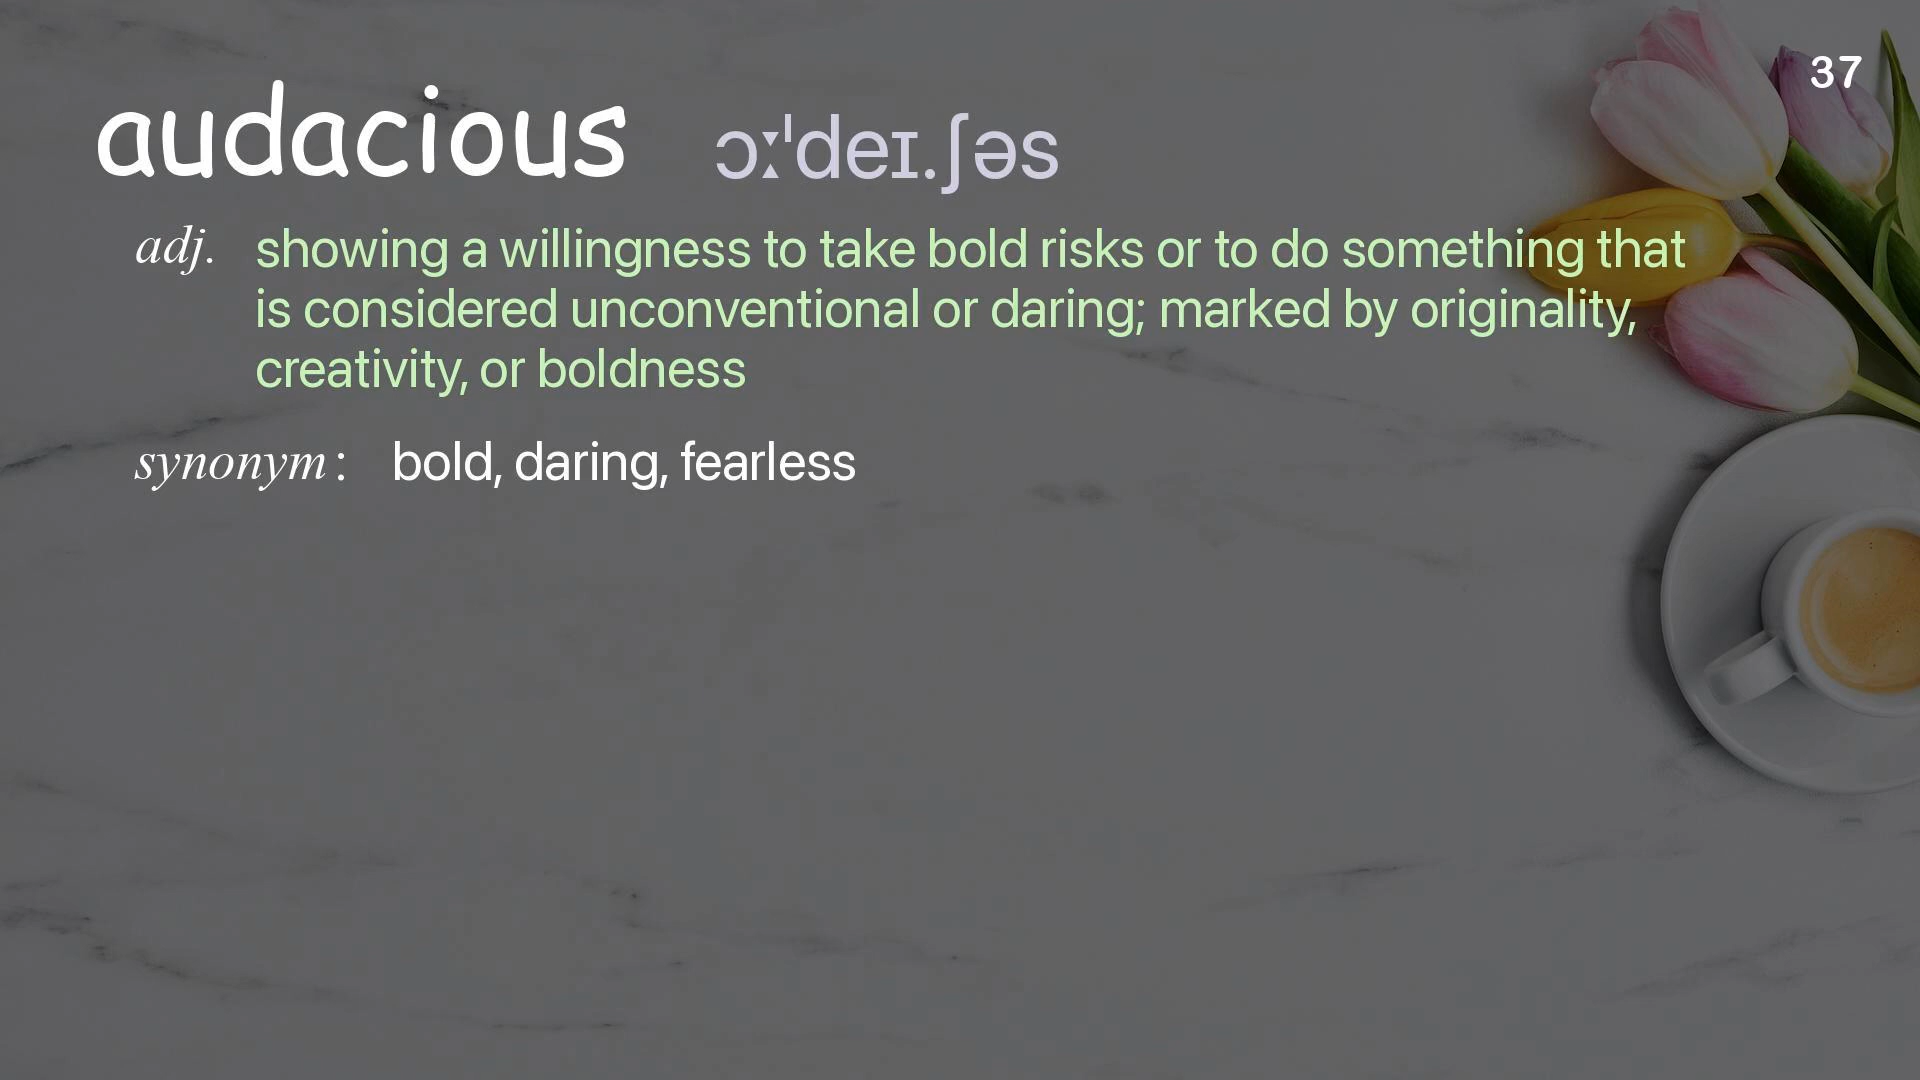 37
audacious ɔːˈdeɪ.ʃəs
adj. showing a willingness to take bold risks or to do something that
is considered unconventional or daring; marked by originality,
creativity, or boldness
synonym : bold, daring, fearless